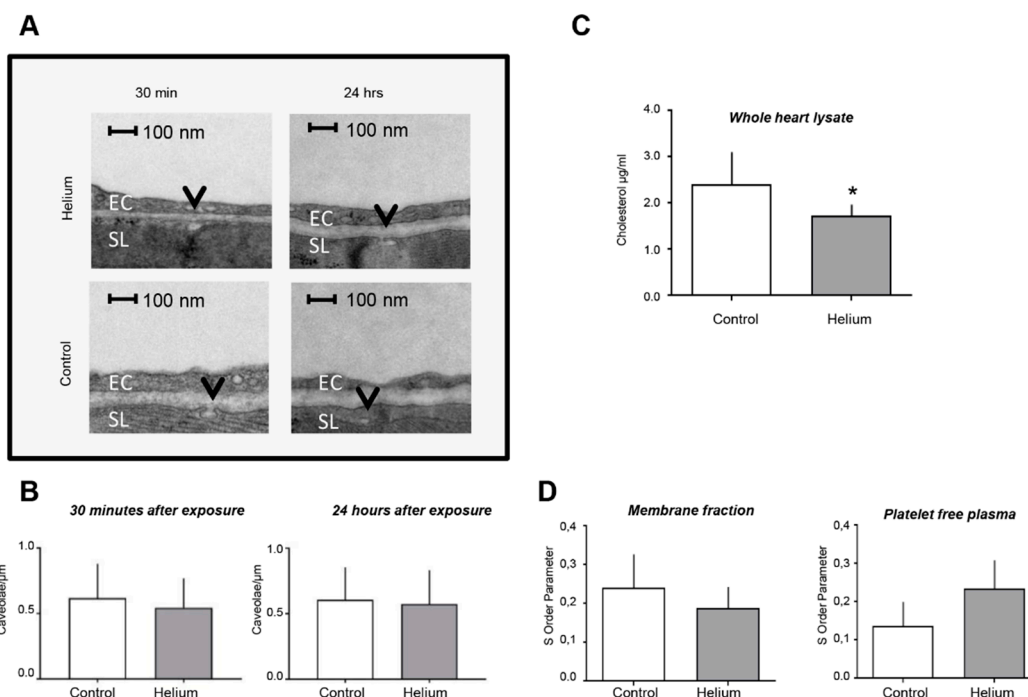 A
30 min
24 hrs
Helium
100 nm
EC
SL
100 nm
EC
SL
Control
100 nm
EC
SL
100 nm
EC
SL
B
30 minutes after exposure
Caveolae/µm
1.0
0.5
0.0
Control Helium
24 hours after exposure
Caveolae/µm
1.0
0.5
0.0
Control Helium
C
Whole heart lysate
Cholesterol µg/ml
4.0
3.0
2.0
1.0
0.0
*
Control Helium
D
Membrane fraction
S Order Parameter
0,4
0,3
0,2
0,1
0.0
Control Helium
Platelet free plasma
S Order Parameter
0,4
0,3
0,2
0,1
0.0
Control Helium